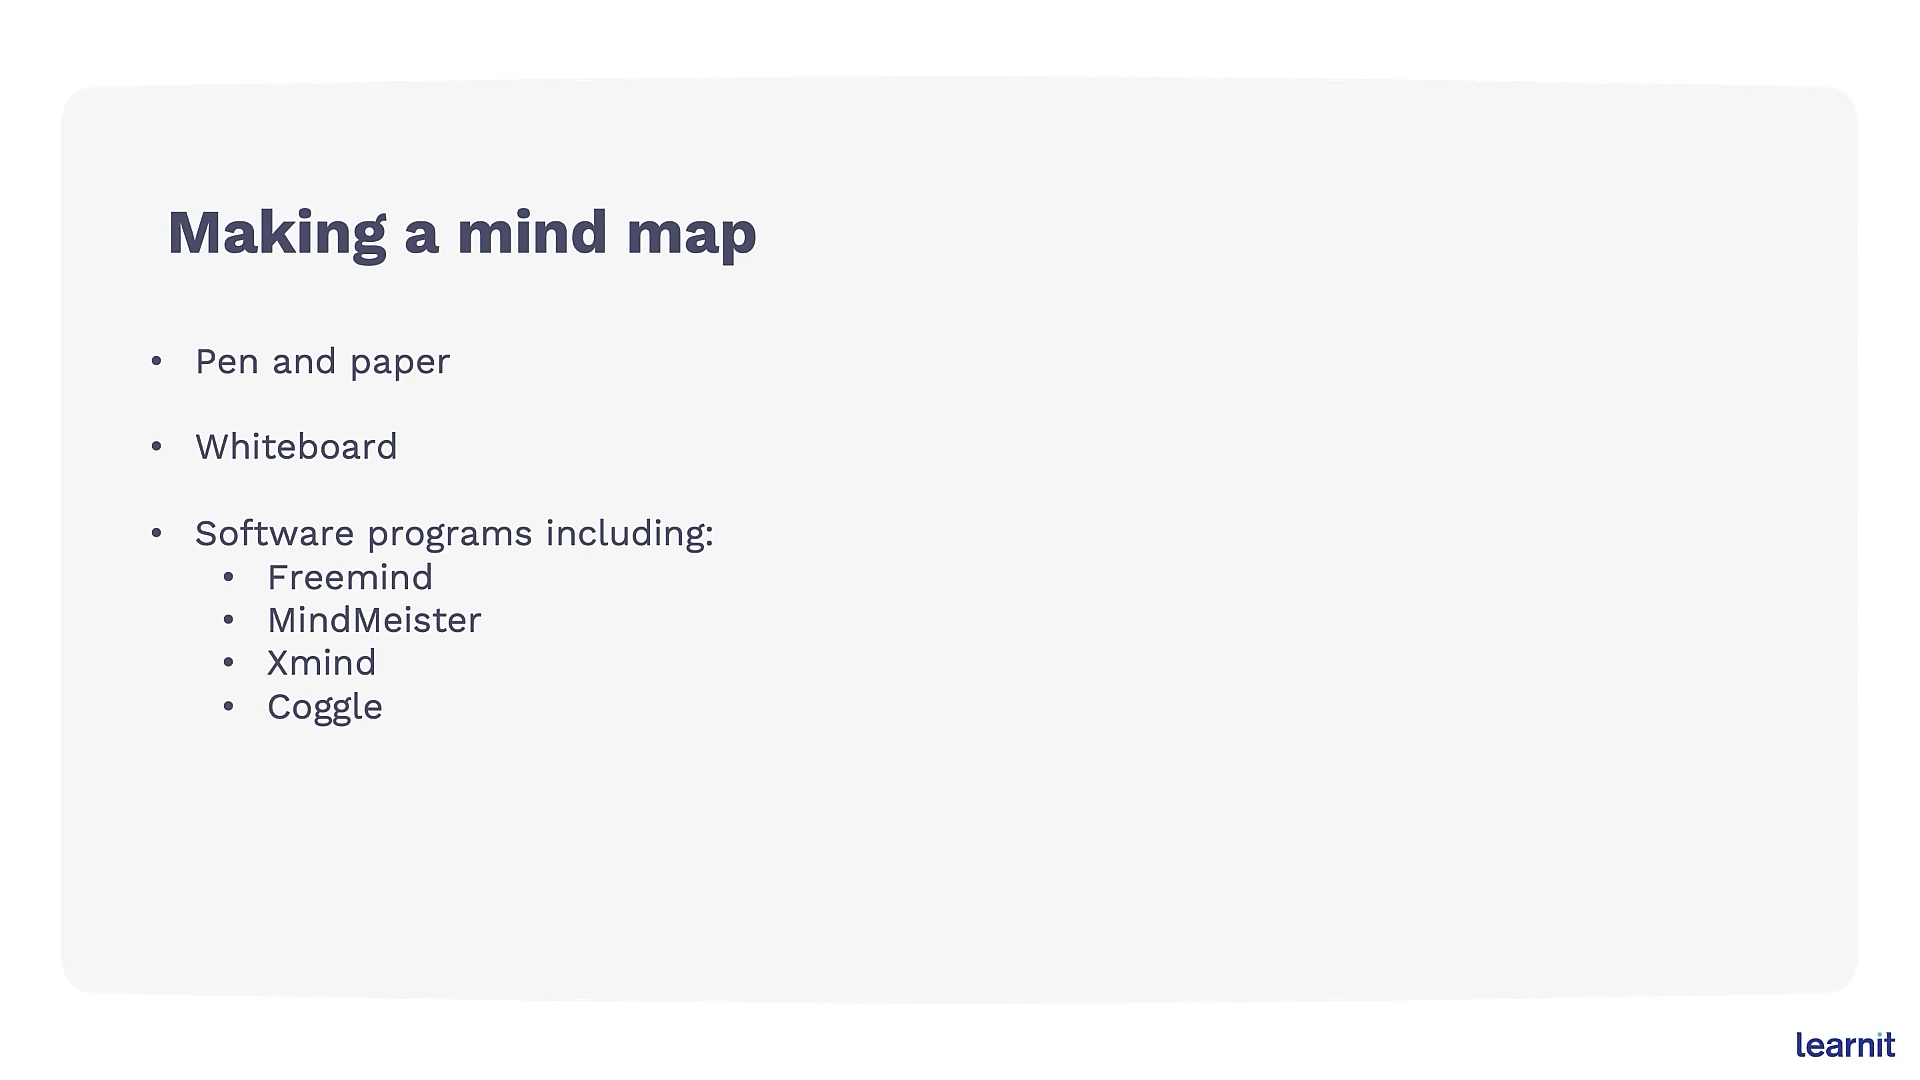 Making a mind map
• Pen and paper
• Whiteboard
• Software programs including:
• Freemind
• MindMeister
• Xmind
• Coggle
learnit